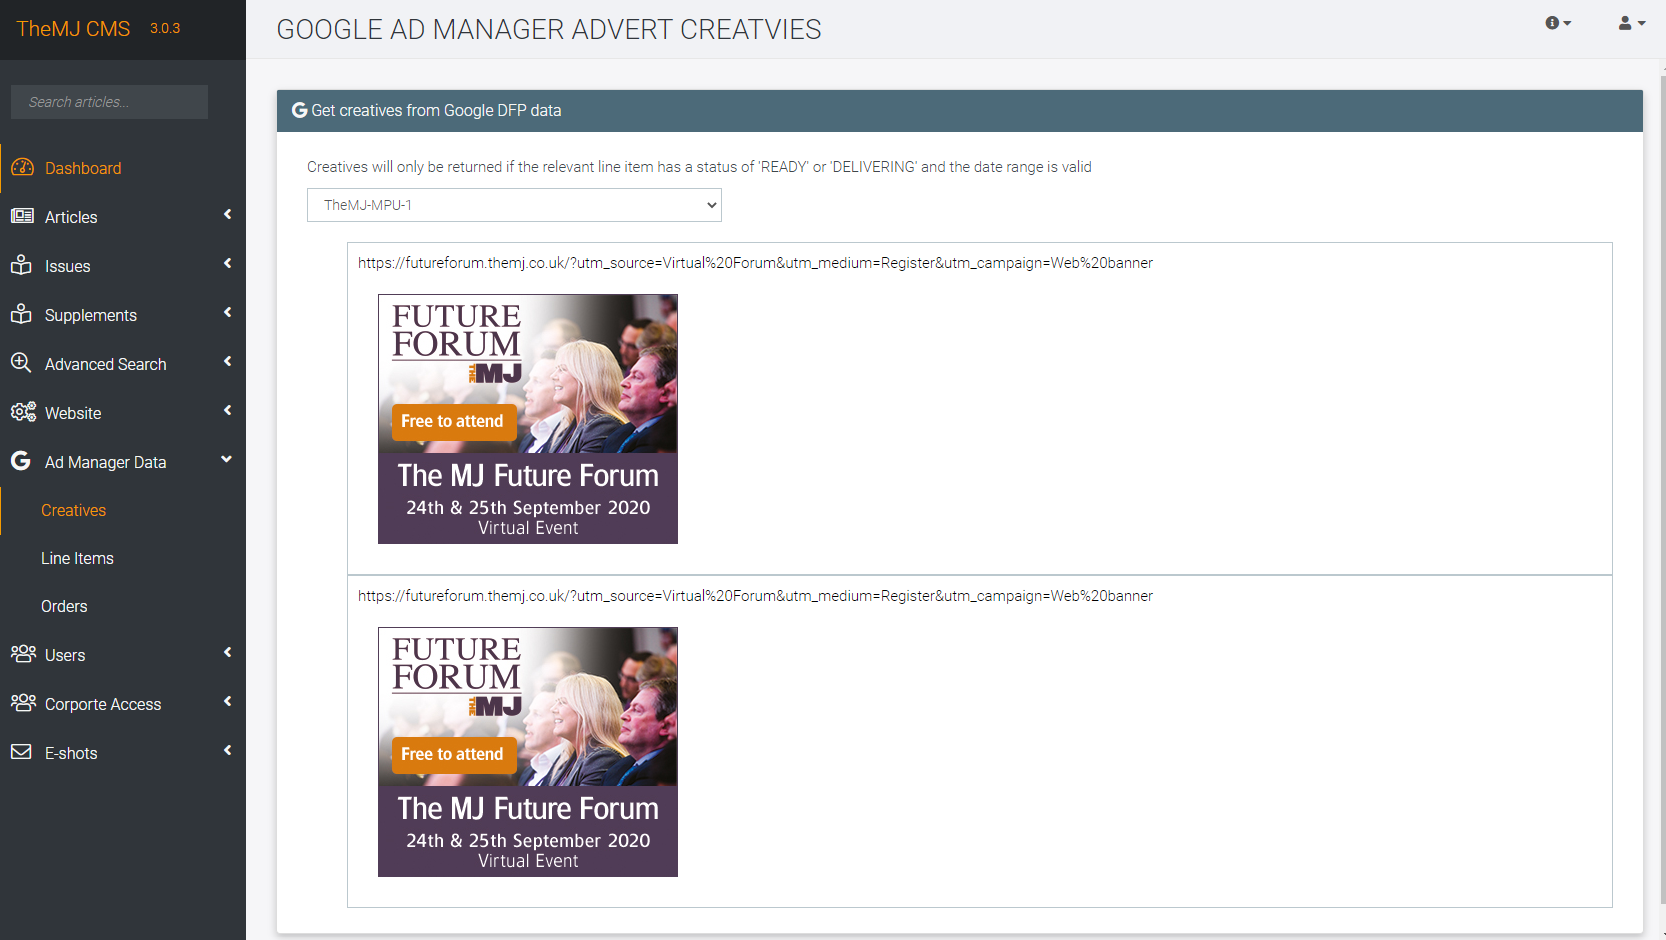 TheMJ CMS 3.0.3
Search articles...
Dashboard
Articles
Issues
Supplements
Advanced Search
Website
Ad Manager Data
Creatives
Line Items
Orders
Users
Corporte Access
E-shots
GOOGLE AD MANAGER ADVERT CREATVIES
Get creatives from Google DFP data
Creatives will only be returned if the relevant line item has a status of 'READY' or 'DELIVERING' and the date range is valid
TheMJ-MPU-1
https://futureforum.themj.co.uk/?utm_source=Virtual%20Forum&utm_medium=Register&utm_campaign=Web%20banner
FUTURE
FORUM
THE MJ
Free to attend
The MJ Future Forum
24th & 25th September 2020
Virtual Event
https://futureforum.themj.co.uk/?utm_source=Virtual%20Forum&utm_medium=Register&utm_campaign=Web%20banner
FUTURE
FORUM
THE MJ
Free to attend
The MJ Future Forum
24th & 25th September 2020
Virtual Event